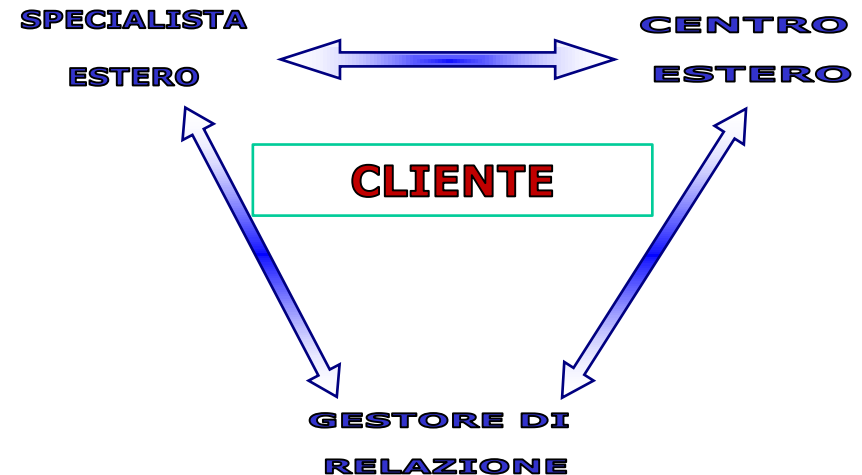 SPECIALISTA
ESTERO
CENTRO
ESTERO
CLIENTE
GESTORE DI
RELAZIONE